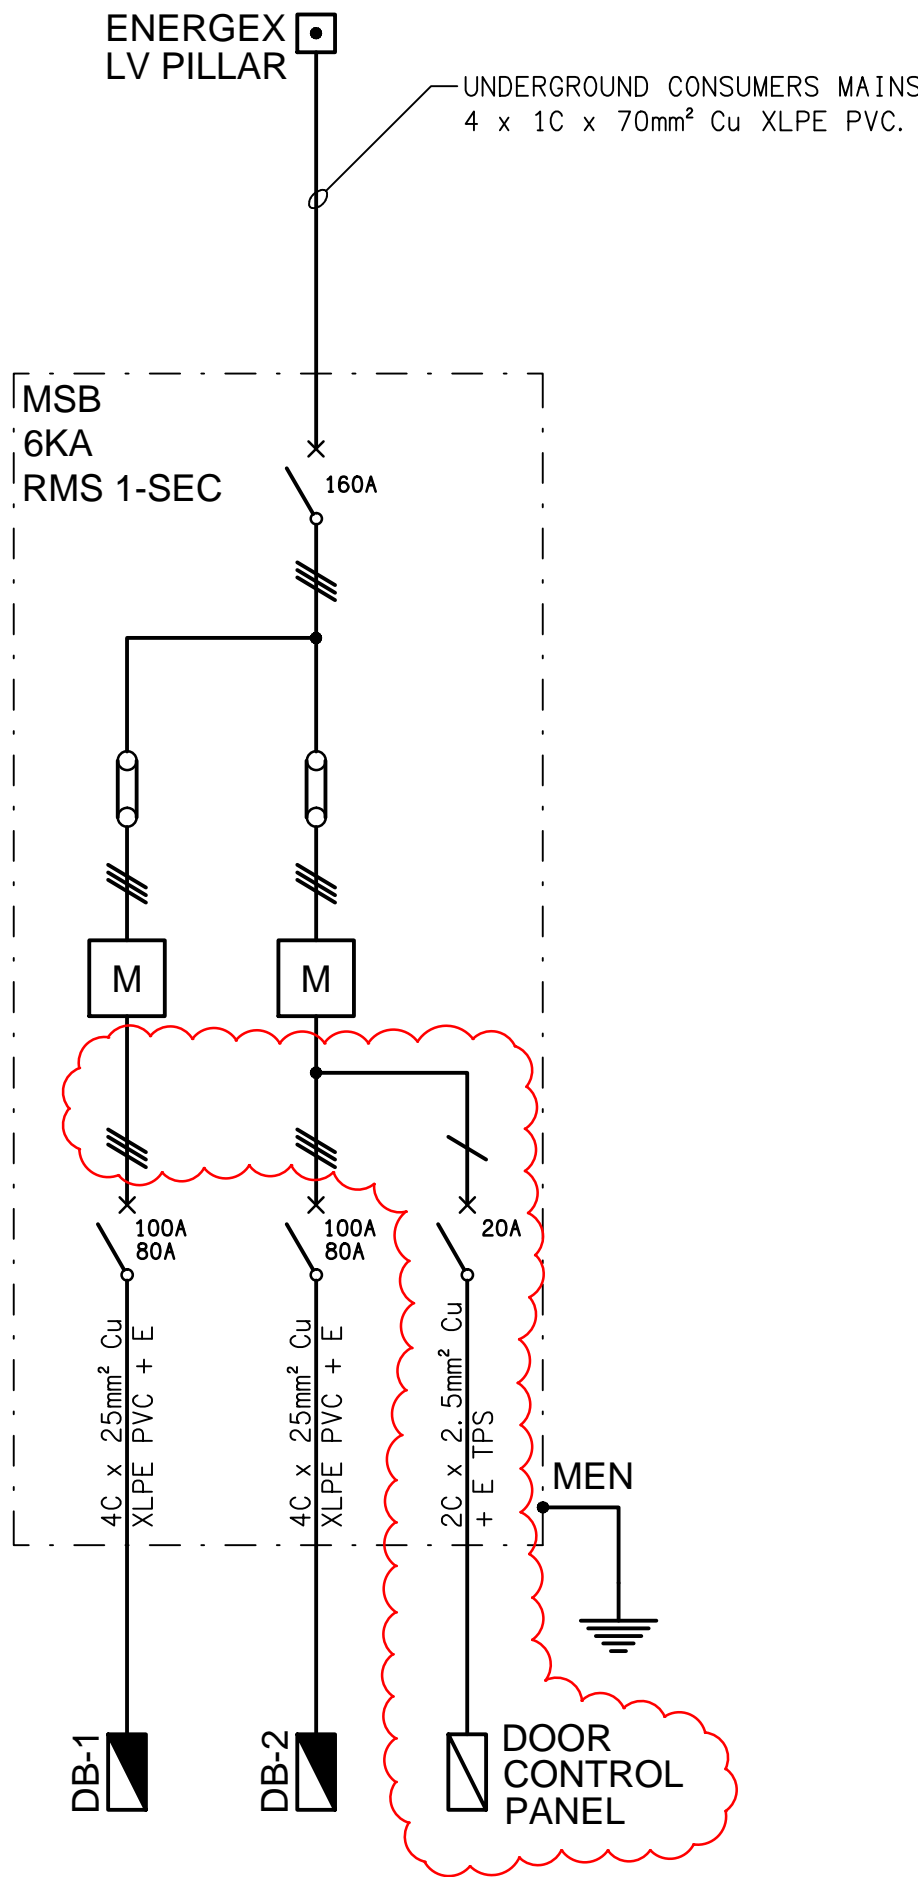 ENERGEX
LV PILLAR
UNDERGROUND CONSUMERS MAINS
4 x 1C x 70mm² Cu XLPE PVC.
MSB
6KA
RMS 1-SEC
160A
M
M
100A
80A
100A
80A
20A
4C x 25mm² Cu
XLPE PVC + E
4C x 25mm² Cu
XLPE PVC + E
2C x 2.5mm² Cu
+ E TPS
MEN
DB-1
DB-2
DOOR
CONTROL
PANEL